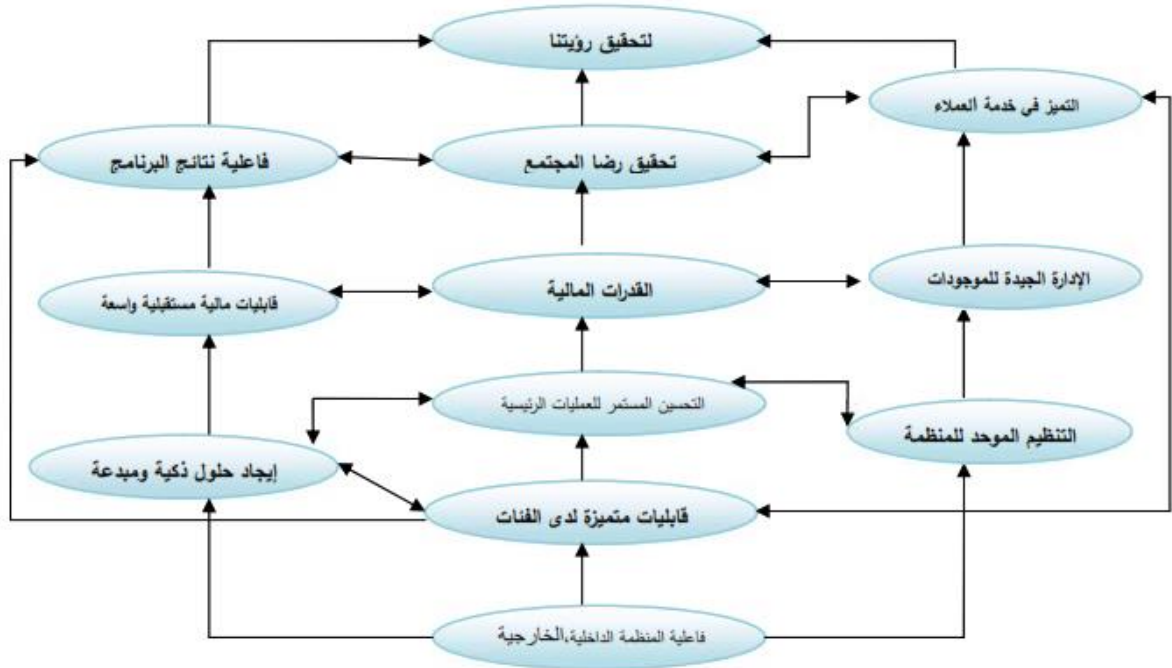 لتحقيق رؤيتنا
التميز في خدمة العملاء
تحقيق رضا المجتمع
فاعلية نتائج البرنامج
الإدارة الجيدة للموجودات
القدرات المالية
قابليات مالية مستقبلية واسعة
التحسين المستمر للعمليات الرئيسية
التنظيم الموحد للمنظمة
إيجاد حلول ذكية ومبدعة
قابليات متميزة لدى الفئات
فاعلية المنظمة الداخلية،الخارجية